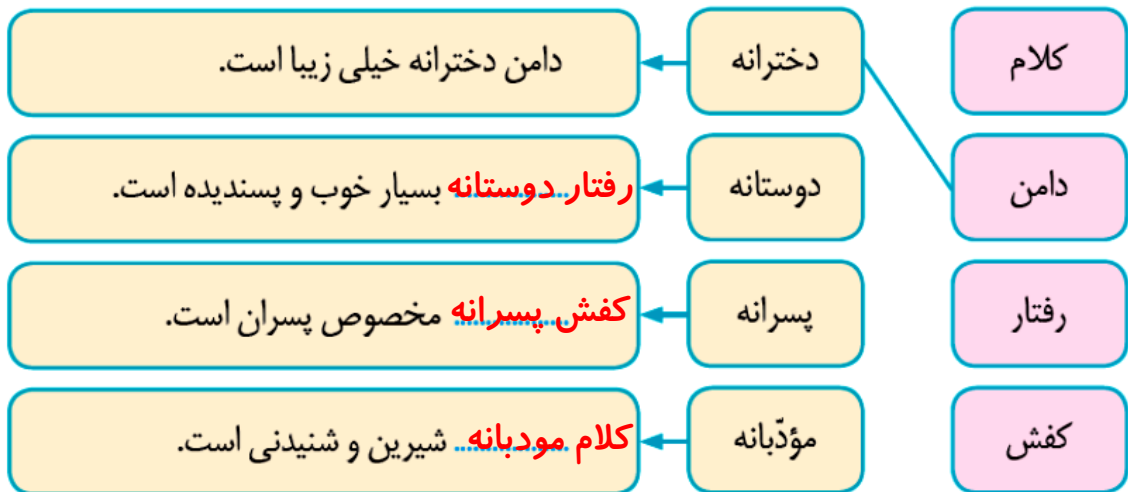 کلام دخترانه دامن دخترانه خیلی زیبا است.
دامن دوستانه رفتار دوستانه بسیار خوب و پسندیده است.
رفتار پسرانه کفش پسرانه مخصوص پسران است.
کفش مؤدّبانه کلام مودبانه شیرین و شنیدنی است.